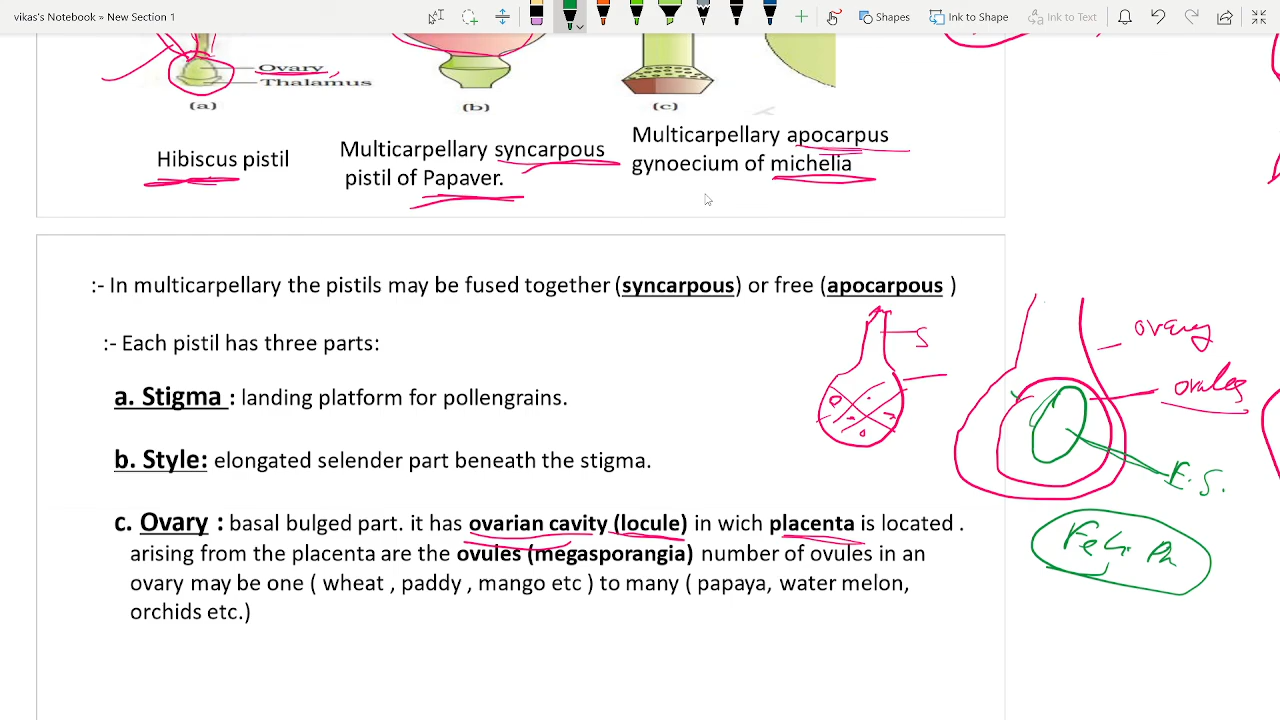 vikas's Notebook » New Section 1
Shapes
Ink to Shape
Ink to Text
Ovary
Thalamus
(a)
(b)
(c)
Hibiscus pistil
Multicarpellary syncarpous
pistil of Papaver.
Multicarpellary apocarpus
gynoecium of michelia
:- In multicarpellary the pistils may be fused together (syncarpous) or free (apocarpous )
:- Each pistil has three parts:
a. Stigma : landing platform for pollengrains.
b. Style: elongated selender part beneath the stigma.
c. Ovary : basal bulged part. it has ovarian cavity (locule) in wich placenta is located .
arising from the placenta are the ovules (megasporangia) number of ovules in an
ovary may be one ( wheat , paddy , mango etc ) to many ( papaya, water melon,
orchids etc.)
S
ovary
ovules
E.S.